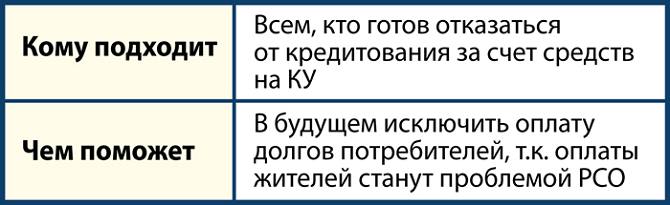 Кому подходит
Всем, кто готов отказаться
от кредитования за счет средств
на КУ
Чем поможет
В будущем исключить оплату
долгов потребителей, т.к. оплаты
жителей станут проблемой РСО